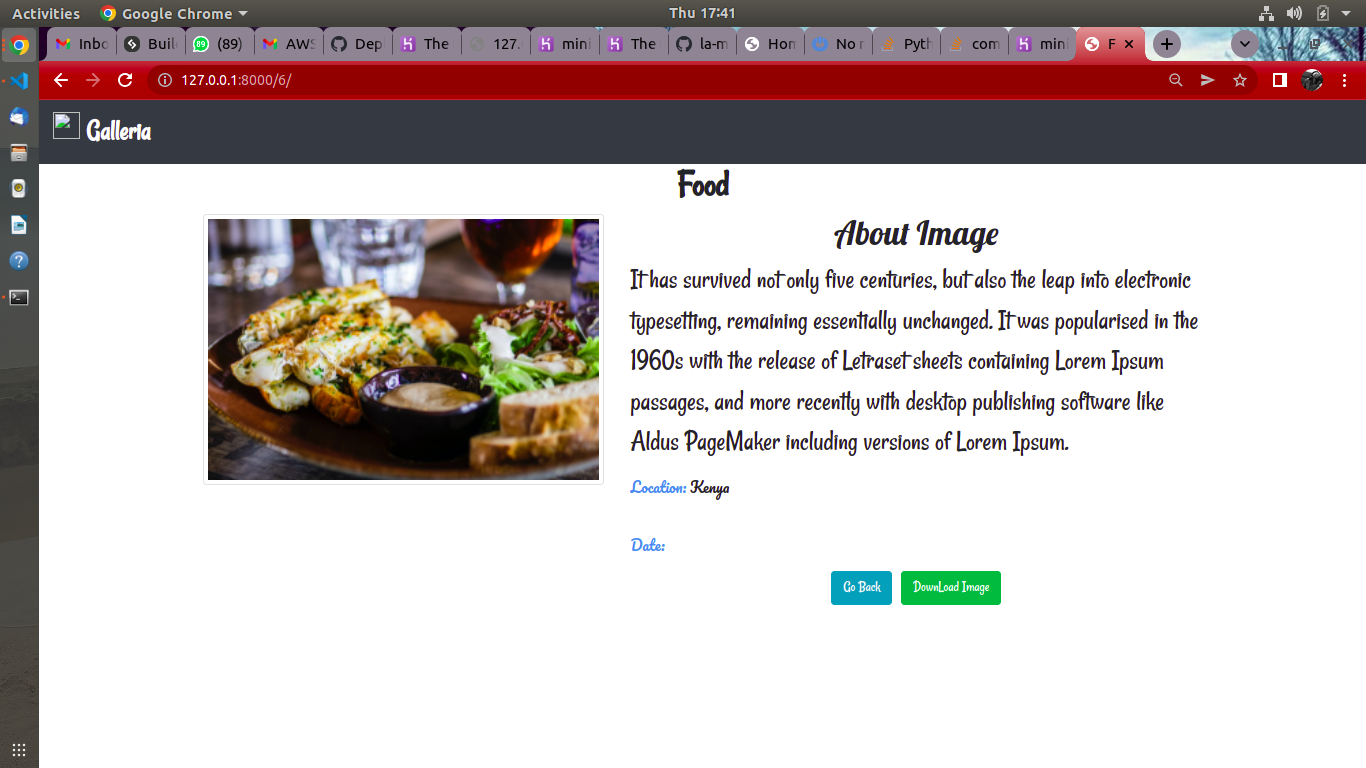 Activities
Google Chrome
Thu 17:41
Inbo
Buil
(89)
AWS
Dep
The
127.
mini
The
la-m
Hom
No r
Pyth
com
mini
F
127.0.0.1:8000/6/
Galleria
Food
About Image
It has survived not only five centuries, but also the leap into electronic
typesetting, remaining essentially unchanged. It was popularised in the
1960s with the release of Letraset sheets containing Lorem Ipsum
passages, and more recently with desktop publishing software like
Aldus PageMaker including versions of Lorem Ipsum.
Location: Kenya
Date:
Go Back
DownLoad Image